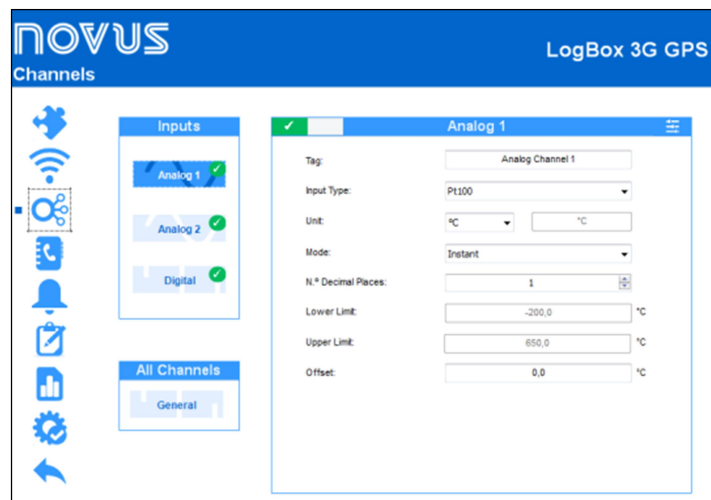 novus
LogBox 3G GPS
Channels
Inputs
Analog 1
Analog 2
Digital
All Channels
General
Analog 1
Tag: Analog Channel 1
Input Type: Pt100
Unit: ºC °C
Mode: Instant
N.º Decimal Places: 1
Lower Limit: -200,0 °C
Upper Limit: 650,0 °C
Offset: 0,0 °C